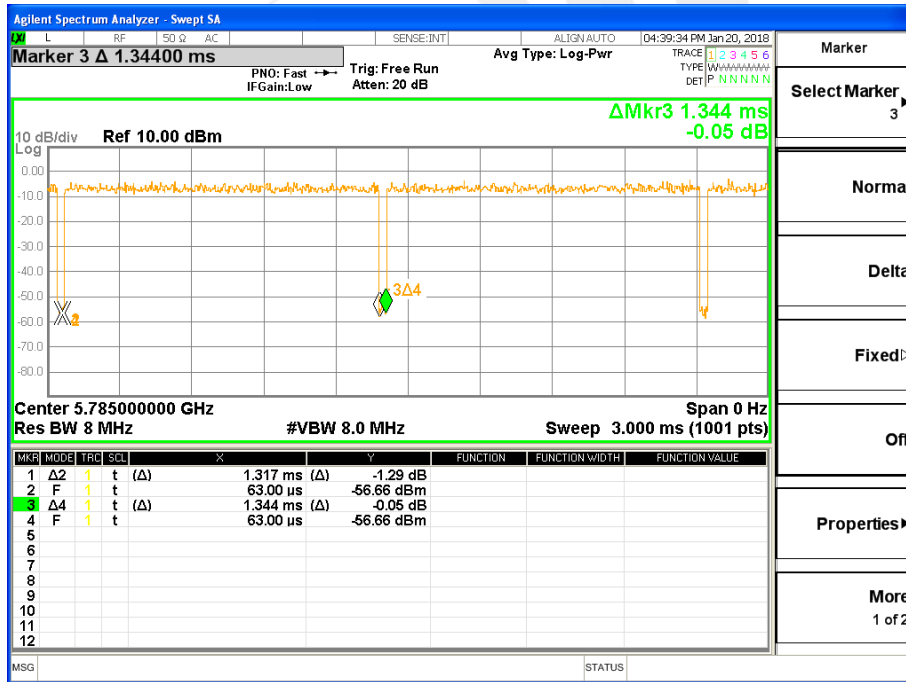 Agilent Spectrum Analyzer - Swept SA
LXI L RF 50 Ω AC SENSE:INT ALIGN AUTO 04:39:34 PM Jan 20, 2018
Marker 3 Δ 1.34400 ms
PNO: Fast
IFGain:Low
Trig: Free Run
Atten: 20 dB
Avg Type: Log-Pwr
TRACE 1 2 3 4 5 6
TYPE WWWWWW
DET P N N N N N
ΔMkr3 1.344 ms
-0.05 dB
10 dB/div Ref 10.00 dBm
Log
0.00
-10.0
-20.0
-30.0
-40.0
-50.0
-60.0
-70.0
-80.0
3Δ4
Center 5.785000000 GHz Span 0 Hz
Res BW 8 MHz #VBW 8.0 MHz Sweep 3.000 ms (1001 pts)
MKR MODE TRC SCL X Y FUNCTION FUNCTION WIDTH FUNCTION VALUE
1 Δ2 1 t (Δ) 1.317 ms (Δ) -1.29 dB
2 F 1 t 63.00 µs -56.66 dBm
3 Δ4 1 t (Δ) 1.344 ms (Δ) -0.05 dB
4 F 1 t 63.00 µs -56.66 dBm
5
6
7
8
9
10
11
12
MSG STATUS
Marker
Select Marker
3
Norma
Delta
Fixed
Off
Properties
More
1 of 2